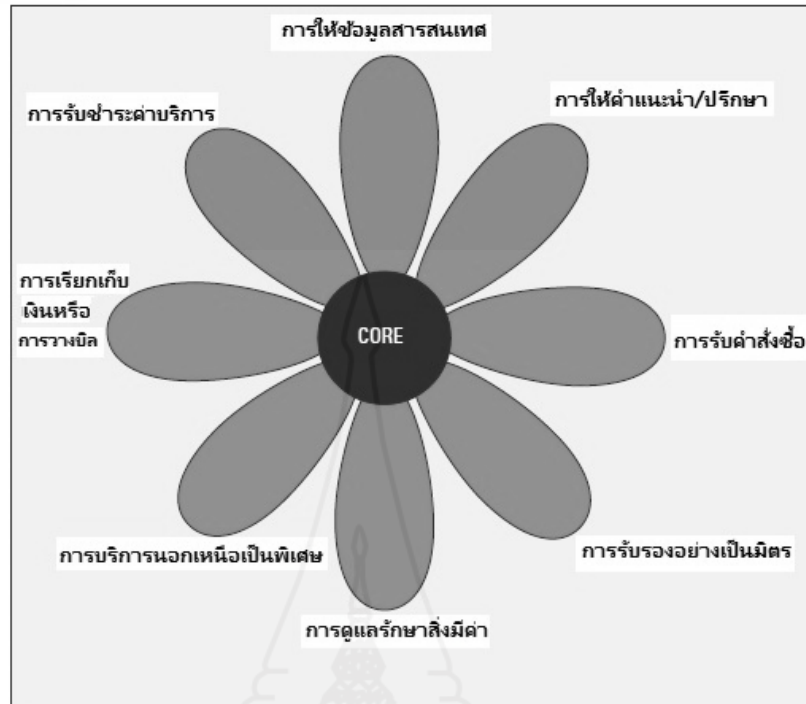 การให้ข้อมูลสารสนเทศ
การให้คำแนะนำ/ปรึกษา
การรับชำระค่าบริการ
การเรียกเก็บ
เงินหรือ
การวางบิล
CORE
การรับคำสั่งซื้อ
การรับรองอย่างเป็นมิตร
การบริการนอกเหนือเป็นพิเศษ
การดูแลรักษาสิ่งมีค่า